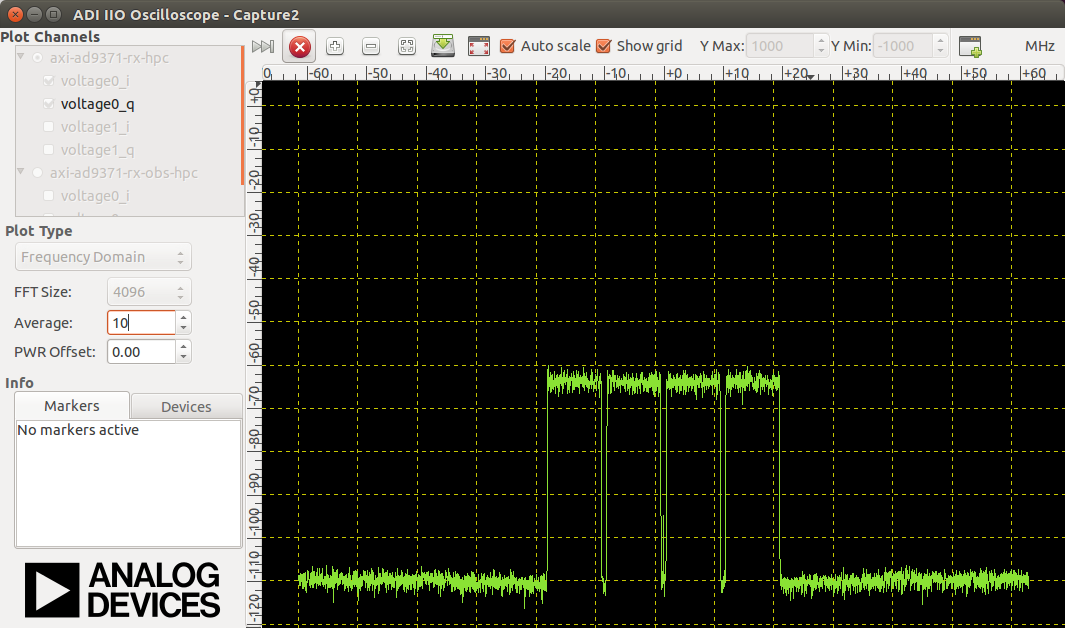 ADI IIO Oscilloscope - Capture2
Plot Channels
axi-ad9371-rx-hpc
voltage0_i
voltage0_q
voltage1_i
voltage1_q
axi-ad9371-rx-obs-hpc
voltage0_i
Auto scale
Show grid
Y Max: 1000
Y Min: -1000
MHz
0 -60 -50 -40 -30 -20 -10 +0 +10 +20 +30 +40 +50 +60
+0
-10
-20
-30
-40
-50
-60
-70
-80
-90
-100
-110
-120
Plot Type
Frequency Domain
FFT Size: 4096
Average: 10
PWR Offset: 0.00
Info
Markers
Devices
No markers active
ANALOG
DEVICES